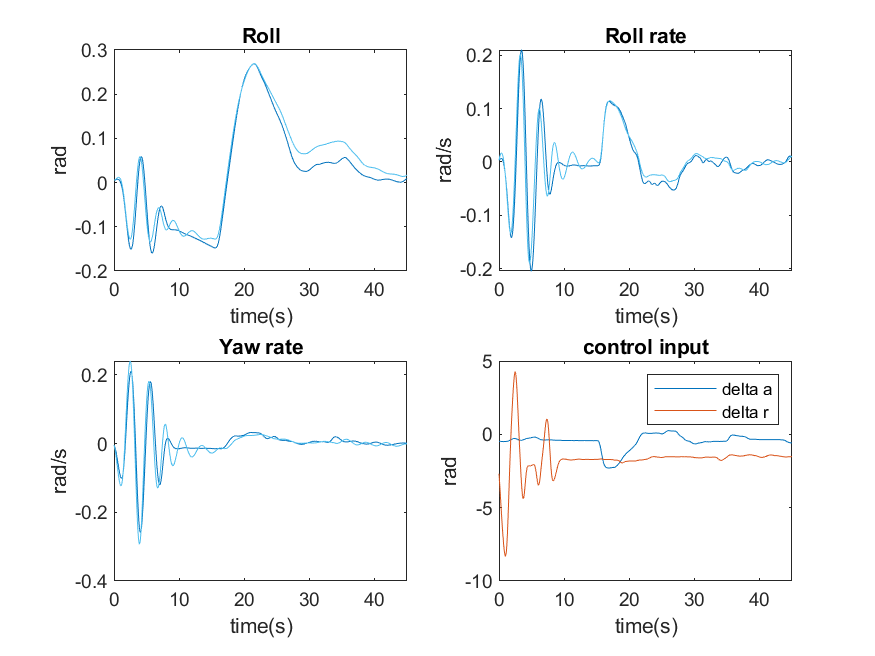 Roll
0.3
0.2
0.1
0
-0.1
-0.2
rad
0 10 20 30 40
time(s)
Roll rate
0.2
0.1
0
-0.1
-0.2
rad/s
0 10 20 30 40
time(s)
Yaw rate
0.2
0
-0.2
-0.4
rad/s
0 10 20 30 40
time(s)
control input
5
0
-5
-10
rad
delta a
delta r
0 10 20 30 40
time(s)